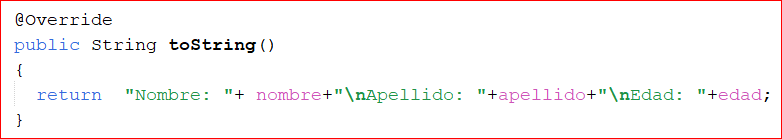 @Override
public String toString()
{
return  "Nombre: "+ nombre+"\nApellido: "+apellido+"\nEdad: "+edad;
}